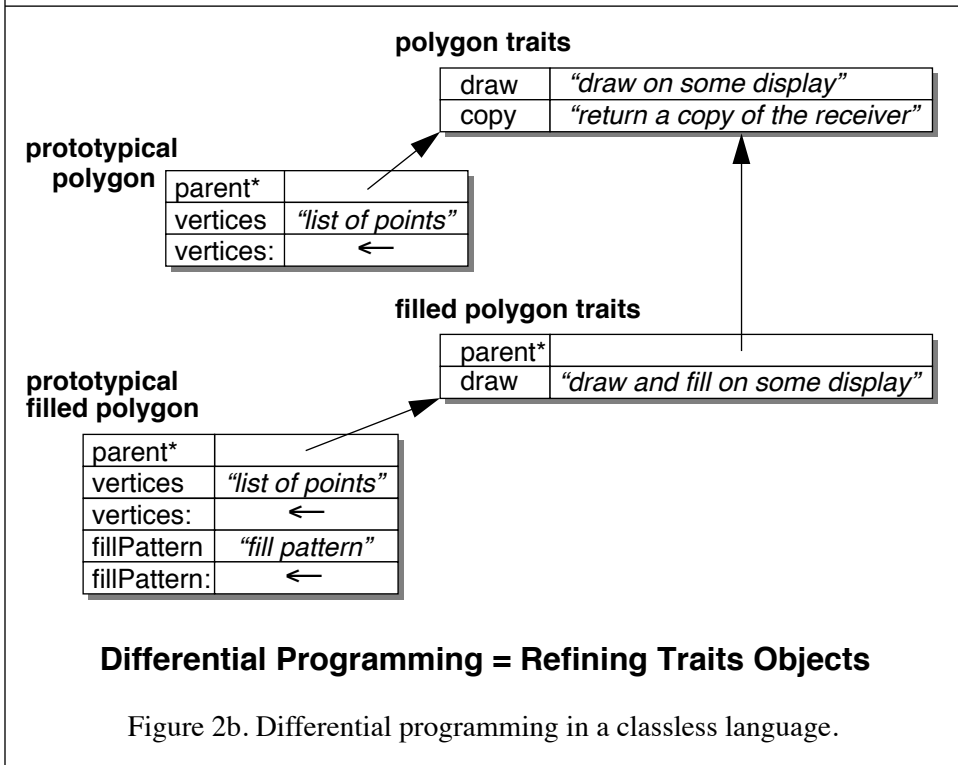 polygon traits
draw “draw on some display”
copy “return a copy of the receiver”
prototypical
polygon
parent*
vertices “list of points”
vertices: ←
filled polygon traits
parent*
draw “draw and fill on some display”
prototypical
filled polygon
parent*
vertices “list of points”
vertices: ←
fillPattern “fill pattern”
fillPattern: ←
Differential Programming = Refining Traits Objects
Figure 2b. Differential programming in a classless language.